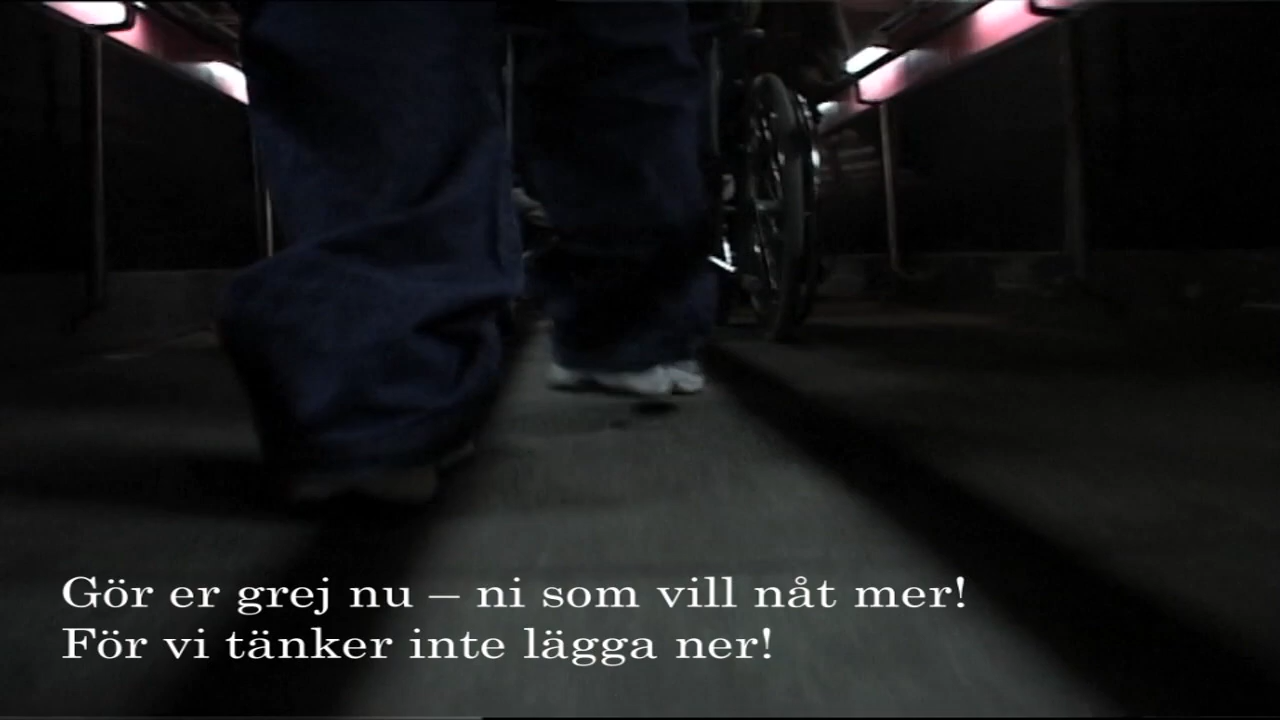 Gör er grej nu – ni som vill nåt mer!
För vi tänker inte lägga ner!